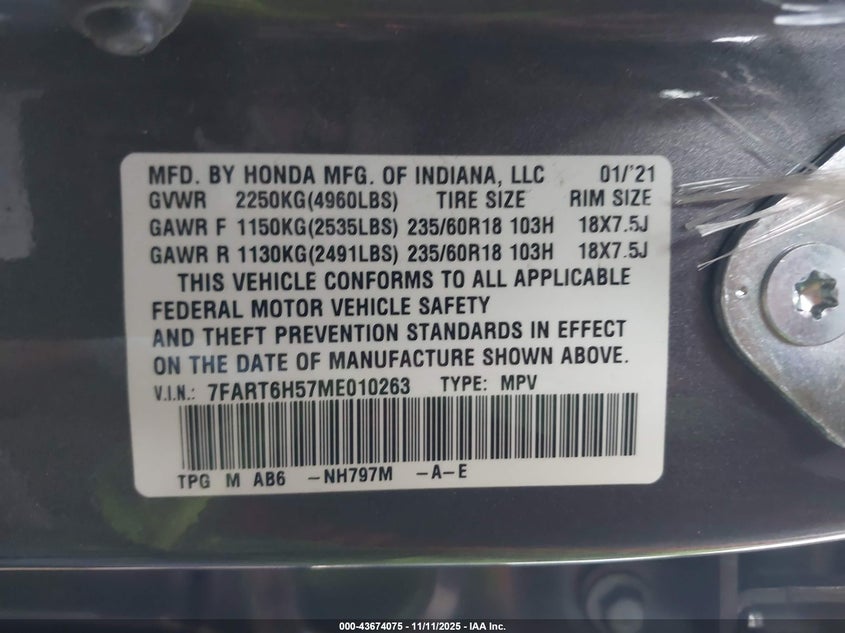 MFD. BY HONDA MFG. OF INDIANA, LLC 01/'21
GVWR 2250KG(4960LBS) TIRE SIZE RIM SIZE
GAWR F 1150KG(2535LBS) 235/60R18 103H 18X7.5J
GAWR R 1130KG(2491LBS) 235/60R18 103H 18X7.5J
THIS VEHICLE CONFORMS TO ALL APPLICABLE
FEDERAL MOTOR VEHICLE SAFETY
AND THEFT PREVENTION STANDARDS IN EFFECT
ON THE DATE OF MANUFACTURE SHOWN ABOVE.
V.I.N.: 7FART6H57ME010263 TYPE: MPV
TPG M AB6 -NH797M -A-E
000-43674075 - 11/11/2025 - IAA Inc.